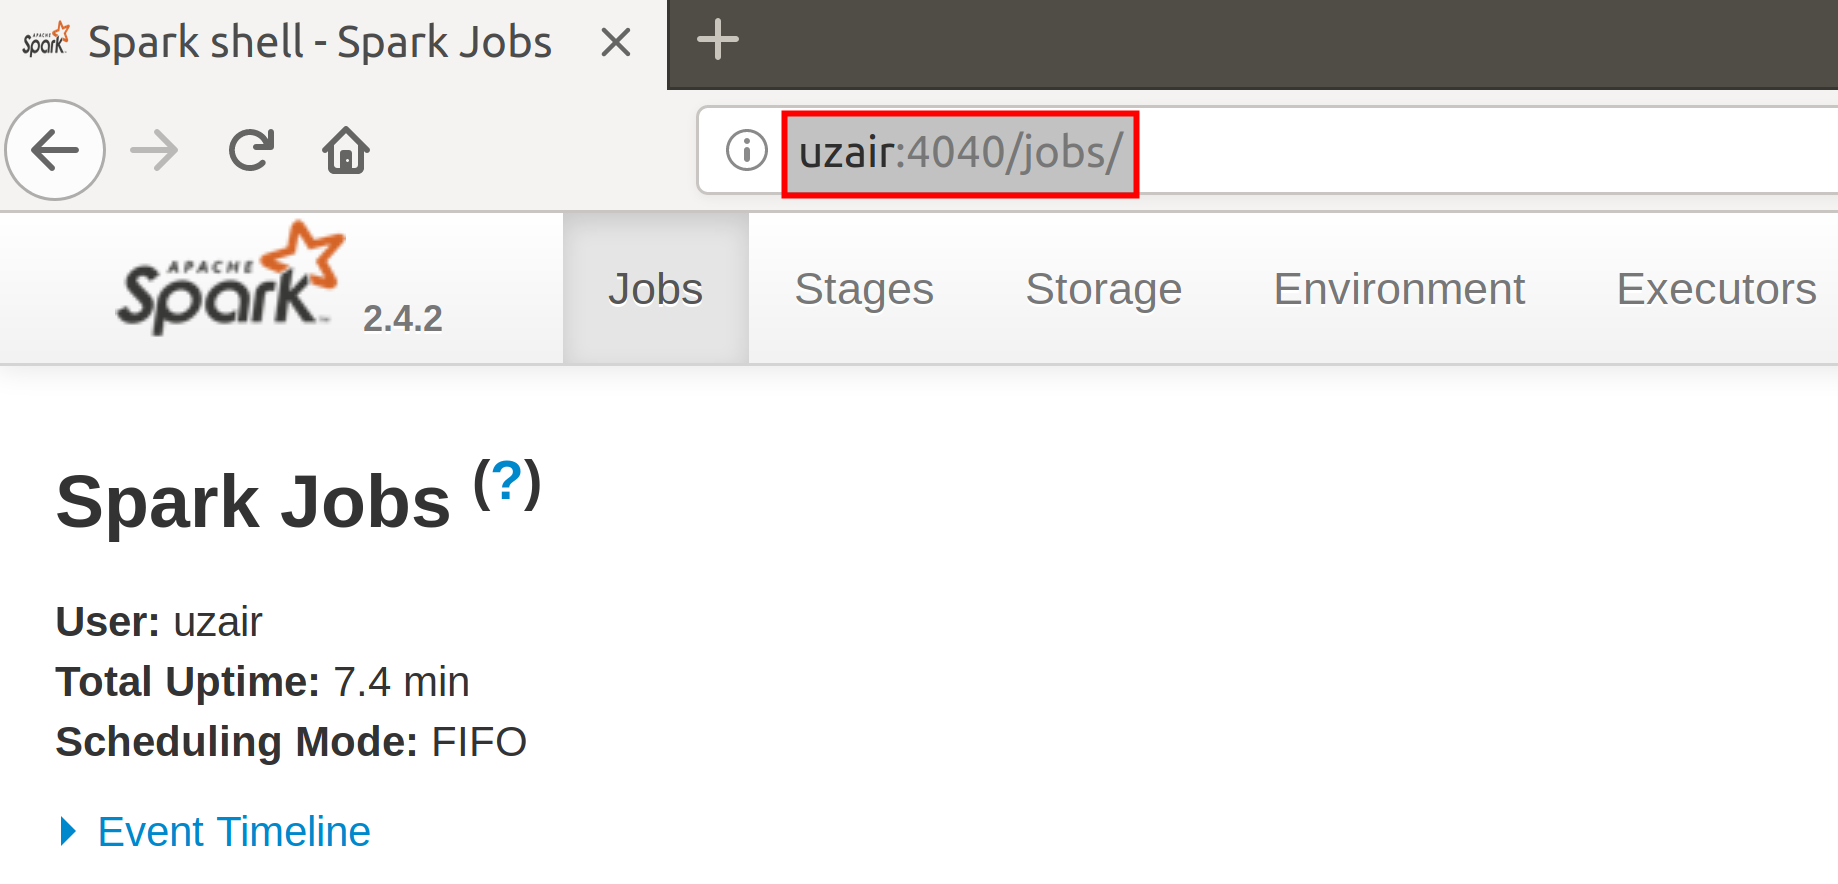 Spark shell - Spark Jobs
uzair:4040/jobs/
APACHE
Spark 2.4.2
Jobs Stages Storage Environment Executors
Spark Jobs (?)
User: uzair
Total Uptime: 7.4 min
Scheduling Mode: FIFO
Event Timeline